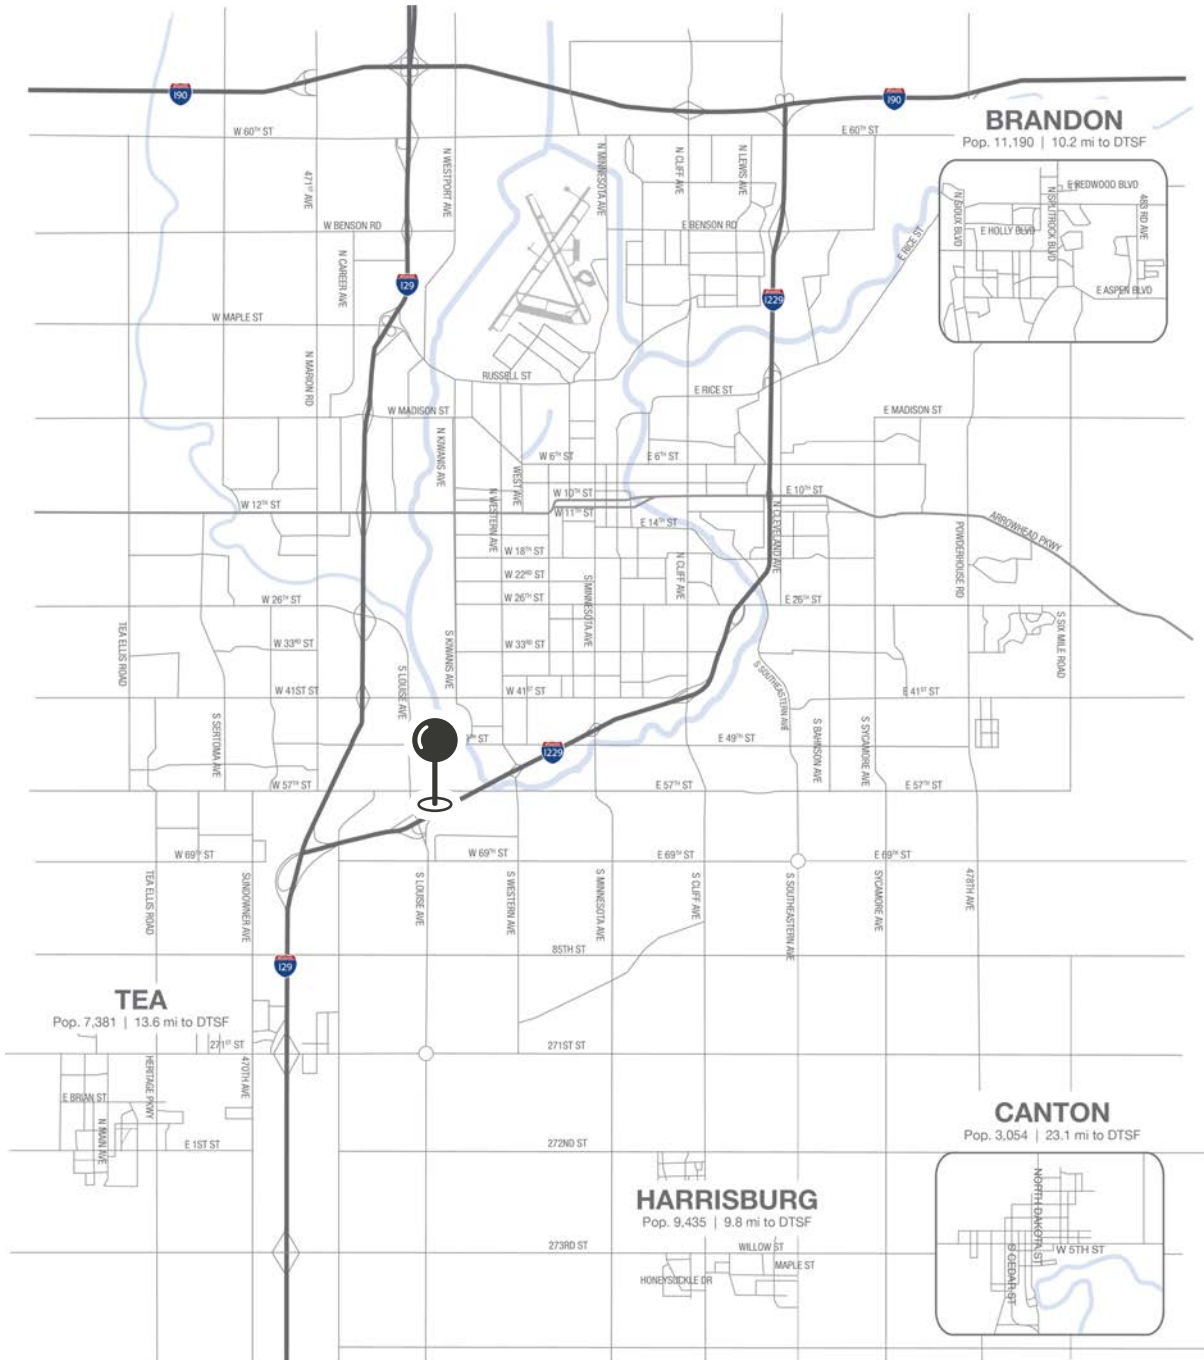 I90
I90
BRANDON
Pop. 11,190 | 10.2 mi to DTSF
W 60TH ST
E 60TH ST
N WESTPORT AVE
N MINNESOTA AVE
N CLIFF AVE
N LEWIS AVE
471ST AVE
E REDWOOD BLVD
N SIOUX BLVD
N SPLITROCK BLVD
483 RD AVE
W BENSON RD
E BENSON RD
E HOLLY BLVD
E RICE ST
N CAREER AVE
I29
I229
E ASPEN BLVD
W MAPLE ST
N MARION RD
RUSSELL ST
E RICE ST
W MADISON ST
E MADISON ST
N KIWANIS AVE
W 6TH ST
E 6TH ST
WEST AVE
N WESTERN AVE
W 10TH ST
E 10TH ST
W 12TH ST
W 11TH ST
E 14TH ST
N CLEVELAND AVE
POWDERHOUSE RD
ARROWHEAD PKWY
W 18TH ST
N CLIFF AVE
W 22ND ST
S MINNESOTA AVE
W 26TH ST
W 26TH ST
E 26TH ST
TEA ELLIS ROAD
S SIX MILE ROAD
S KIWANIS AVE
W 33RD ST
W 33RD ST
S LOUISE AVE
S SOUTHEASTERN AVE
W 41ST ST
W 41ST ST
E 41ST ST
S SERTOMA AVE
S BAHNSON AVE
S SYCAMORE AVE
TH ST
E 49TH ST
I229
W 57TH ST
E 57TH ST
E 57TH ST
W 69TH ST
W 69TH ST
E 69TH ST
E 69TH ST
TEA ELLIS ROAD
SUNDOWNER AVE
S LOUISE AVE
S WESTERN AVE
S MINNESOTA AVE
S CLIFF AVE
S SOUTHEASTERN AVE
SYCAMORE AVE
478TH AVE
85TH ST
I29
TEA
Pop. 7,381 | 13.6 mi to DTSF
271ST ST
271ST ST
HERITAGE PKWY
470TH AVE
E BRIAN ST
N MAIN AVE
E 1ST ST
272ND ST
CANTON
Pop. 3,054 | 23.1 mi to DTSF
HARRISBURG
Pop. 9,435 | 9.8 mi to DTSF
NORTH DAKOTA ST
273RD ST
WILLOW ST
W 5TH ST
MAPLE ST
HONEYSUCKLE DR
S CEDAR ST